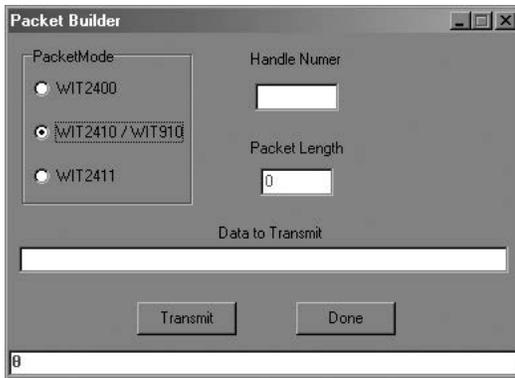 Packet Builder
PacketMode
WIT2400
WIT2410 / WIT910
WIT2411
Handle Numer
Packet Length
0
Data to Transmit
Transmit
Done
0